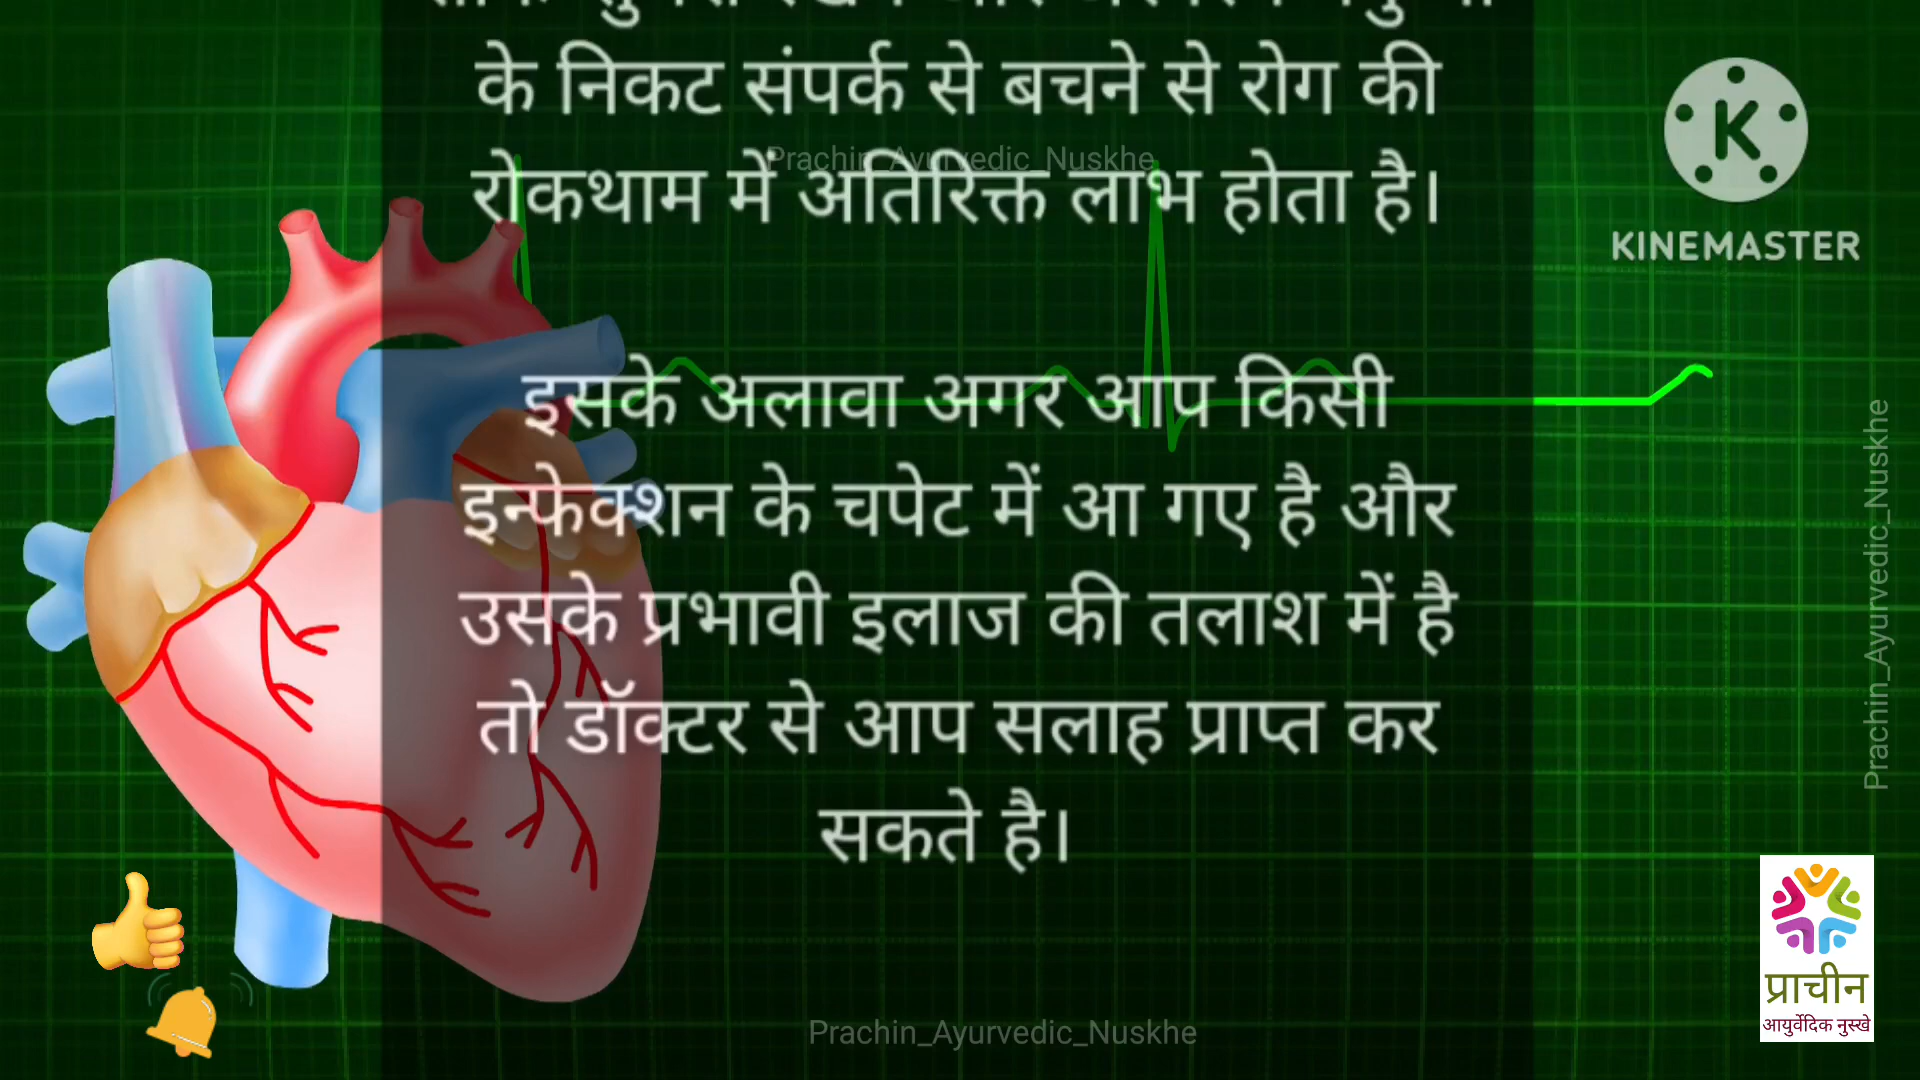 के निकट संपर्क से बचने से रोग की
रोकथाम में अतिरिक्त लाभ होता है।
इसके अलावा अगर आप किसी
इन्फेक्शन के चपेट में आ गए है और
उसके प्रभावी इलाज की तलाश में है
तो डॉक्टर से आप सलाह प्राप्त कर
सकते है।
Prachin_Ayurvedic_Nuskhe
K
KINEMASTER
Prachin_Ayurvedic_Nuskhe
प्राचीन
आयुर्वेदिक नुस्खे
Prachin_Ayurvedic_Nuskhe